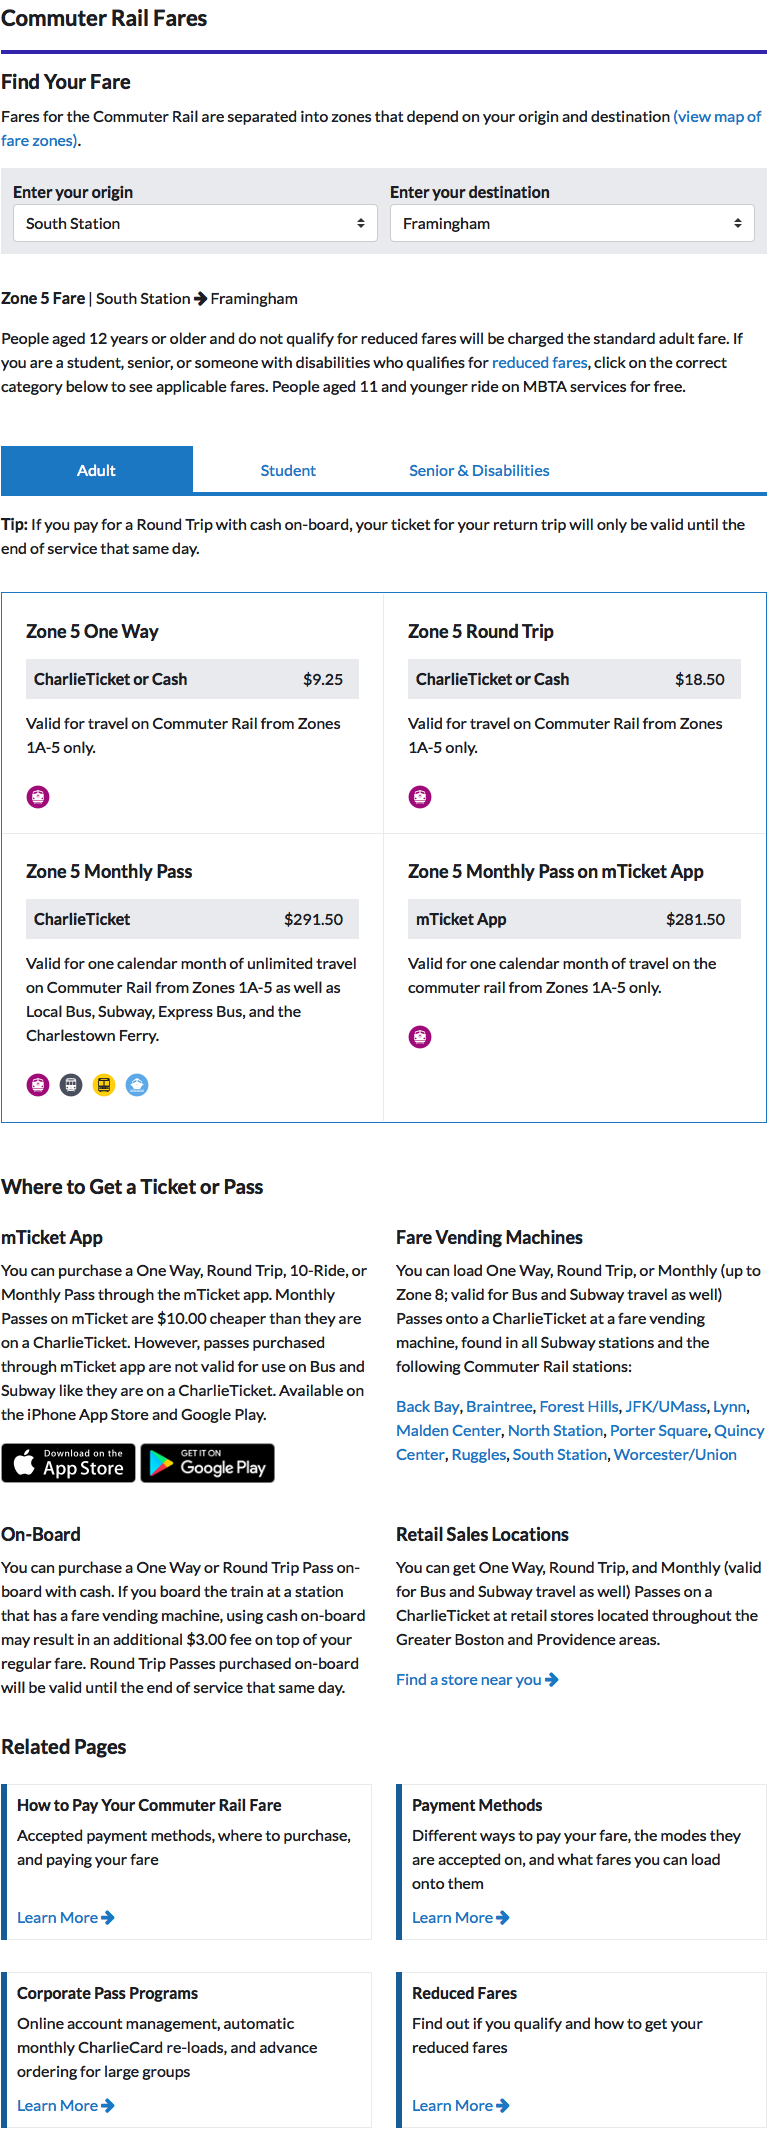 Commuter Rail Fares
Find Your Fare
Fares for the Commuter Rail are separated into zones that depend on your origin and destination (view map of
fare zones).
Enter your origin
South Station
Enter your destination
Framingham
Zone 5 Fare | South Station → Framingham
People aged 12 years or older and do not qualify for reduced fares will be charged the standard adult fare. If
you are a student, senior, or someone with disabilities who qualifies for reduced fares, click on the correct
category below to see applicable fares. People aged 11 and younger ride on MBTA services for free.
Adult Student Senior & Disabilities
Tip: If you pay for a Round Trip with cash on-board, your ticket for your return trip will only be valid until the
end of service that same day.
Zone 5 One Way
CharlieTicket or Cash $9.25
Valid for travel on Commuter Rail from Zones
1A-5 only.
Zone 5 Round Trip
CharlieTicket or Cash $18.50
Valid for travel on Commuter Rail from Zones
1A-5 only.
Zone 5 Monthly Pass
CharlieTicket $291.50
Valid for one calendar month of unlimited travel
on Commuter Rail from Zones 1A-5 as well as
Local Bus, Subway, Express Bus, and the
Charlestown Ferry.
Zone 5 Monthly Pass on mTicket App
mTicket App $281.50
Valid for one calendar month of travel on the
commuter rail from Zones 1A-5 only.
Where to Get a Ticket or Pass
mTicket App
You can purchase a One Way, Round Trip, 10-Ride, or
Monthly Pass through the mTicket app. Monthly
Passes on mTicket are $10.00 cheaper than they are
on a CharlieTicket. However, passes purchased
through mTicket app are not valid for use on Bus and
Subway like they are on a CharlieTicket. Available on
the iPhone App Store and Google Play.
Download on the
App Store
GET IT ON
Google Play
Fare Vending Machines
You can load One Way, Round Trip, or Monthly (up to
Zone 8; valid for Bus and Subway travel as well)
Passes onto a CharlieTicket at a fare vending
machine, found in all Subway stations and the
following Commuter Rail stations:
Back Bay, Braintree, Forest Hills, JFK/UMass, Lynn,
Malden Center, North Station, Porter Square, Quincy
Center, Ruggles, South Station, Worcester/Union
On-Board
You can purchase a One Way or Round Trip Pass on-
board with cash. If you board the train at a station
that has a fare vending machine, using cash on-board
may result in an additional $3.00 fee on top of your
regular fare. Round Trip Passes purchased on-board
will be valid until the end of service that same day.
Retail Sales Locations
You can get One Way, Round Trip, and Monthly (valid
for Bus and Subway travel as well) Passes on a
CharlieTicket at retail stores located throughout the
Greater Boston and Providence areas.
Find a store near you →
Related Pages
How to Pay Your Commuter Rail Fare
Accepted payment methods, where to purchase,
and paying your fare
Learn More →
Payment Methods
Different ways to pay your fare, the modes they
are accepted on, and what fares you can load
onto them
Learn More →
Corporate Pass Programs
Online account management, automatic
monthly CharlieCard re-loads, and advance
ordering for large groups
Learn More →
Reduced Fares
Find out if you qualify and how to get your
reduced fares
Learn More →